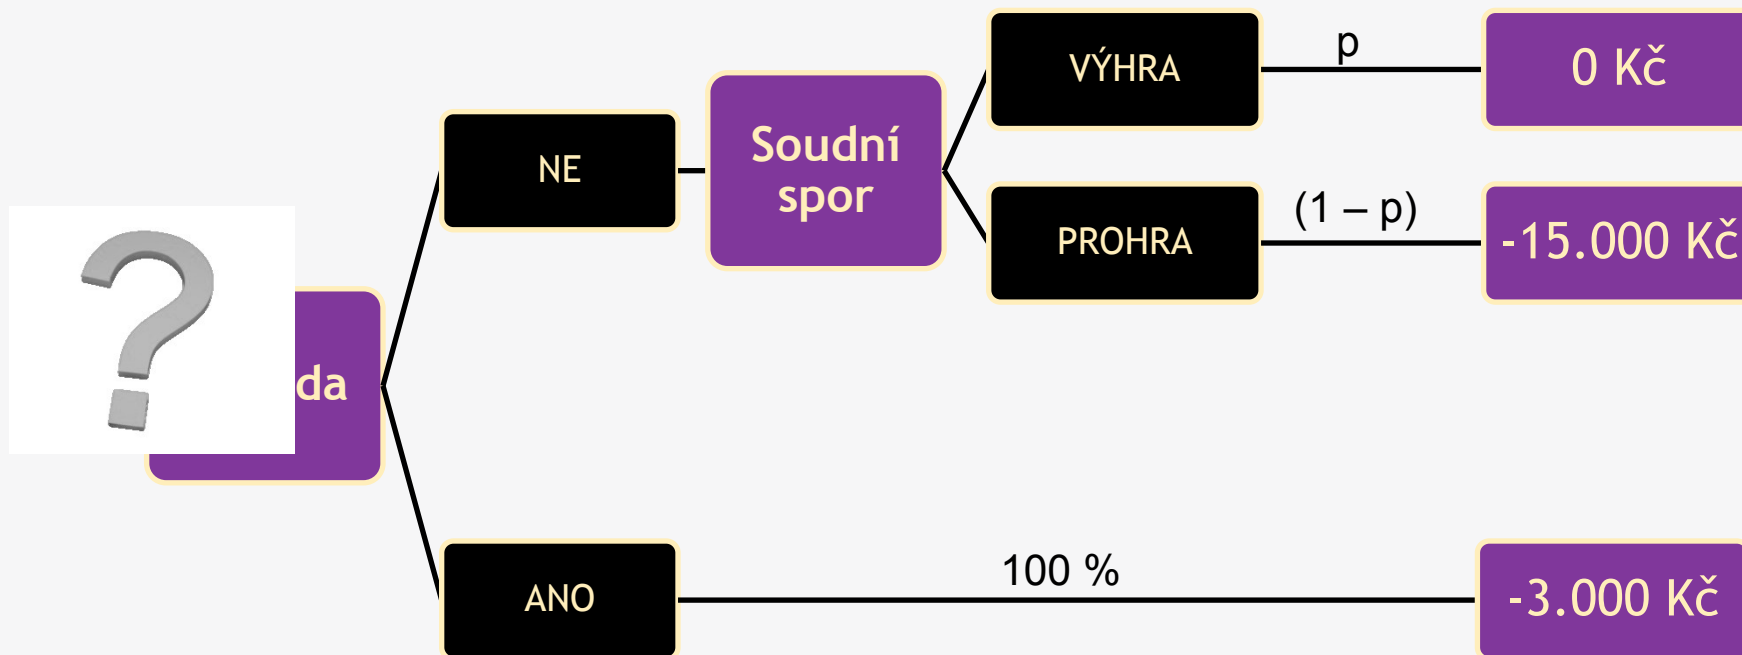 VÝHRA
p
0 Kč
NE
Soudní
spor
PROHRA
(1 – p)
-15.000 Kč
da
ANO
100 %
-3.000 Kč